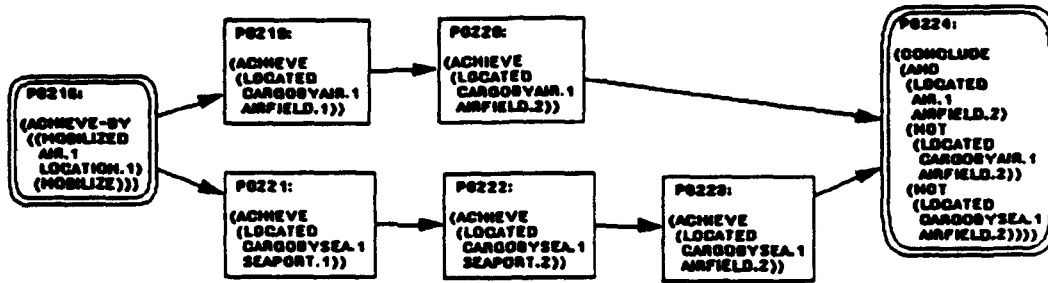 PG216:
(ACHIEVE-BY
((MOBILIZED
AIR.1
LOCATION.1)
(MOBILIZE)))
PG219:
(ACHIEVE
(LOCATED
CARGOBYAIR.1
AIRFIELD.1))
PG220:
(ACHIEVE
(LOCATED
CARGOBYAIR.1
AIRFIELD.2))
PG221:
(ACHIEVE
(LOCATED
CARGOBYSEA.1
SEAPORT.1))
PG222:
(ACHIEVE
(LOCATED
CARGOBYSEA.1
SEAPORT.2))
PG223:
(ACHIEVE
(LOCATED
CARGOBYSEA.1
AIRFIELD.2))
PG224:
(CONCLUDE
(AND
(LOCATED
AIR.1
AIRFIELD.2)
(NOT
(LOCATED
CARGOBYAIR.1
AIRFIELD.2))
(NOT
(LOCATED
CARGOBYSEA.1
AIRFIELD.2))))